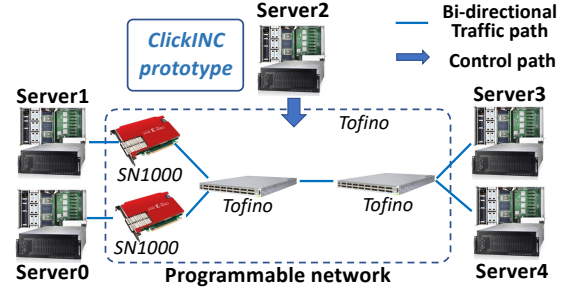 Server2
Bi-directional
Traffic path
Control path
ClickINC
prototype
Server1
Server3
Tofino
SN1000
Tofino
Tofino
SN1000
Server0
Programmable network
Server4